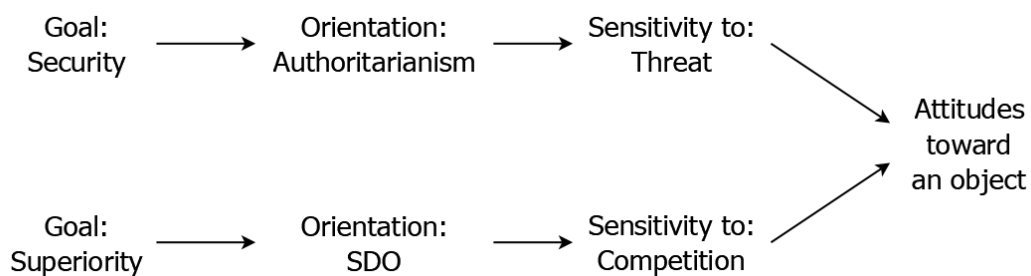 Goal:
Security
Orientation:
Authoritarianism
Sensitivity to:
Threat
Attitudes
toward
an object
Goal:
Superiority
Orientation:
SDO
Sensitivity to:
Competition